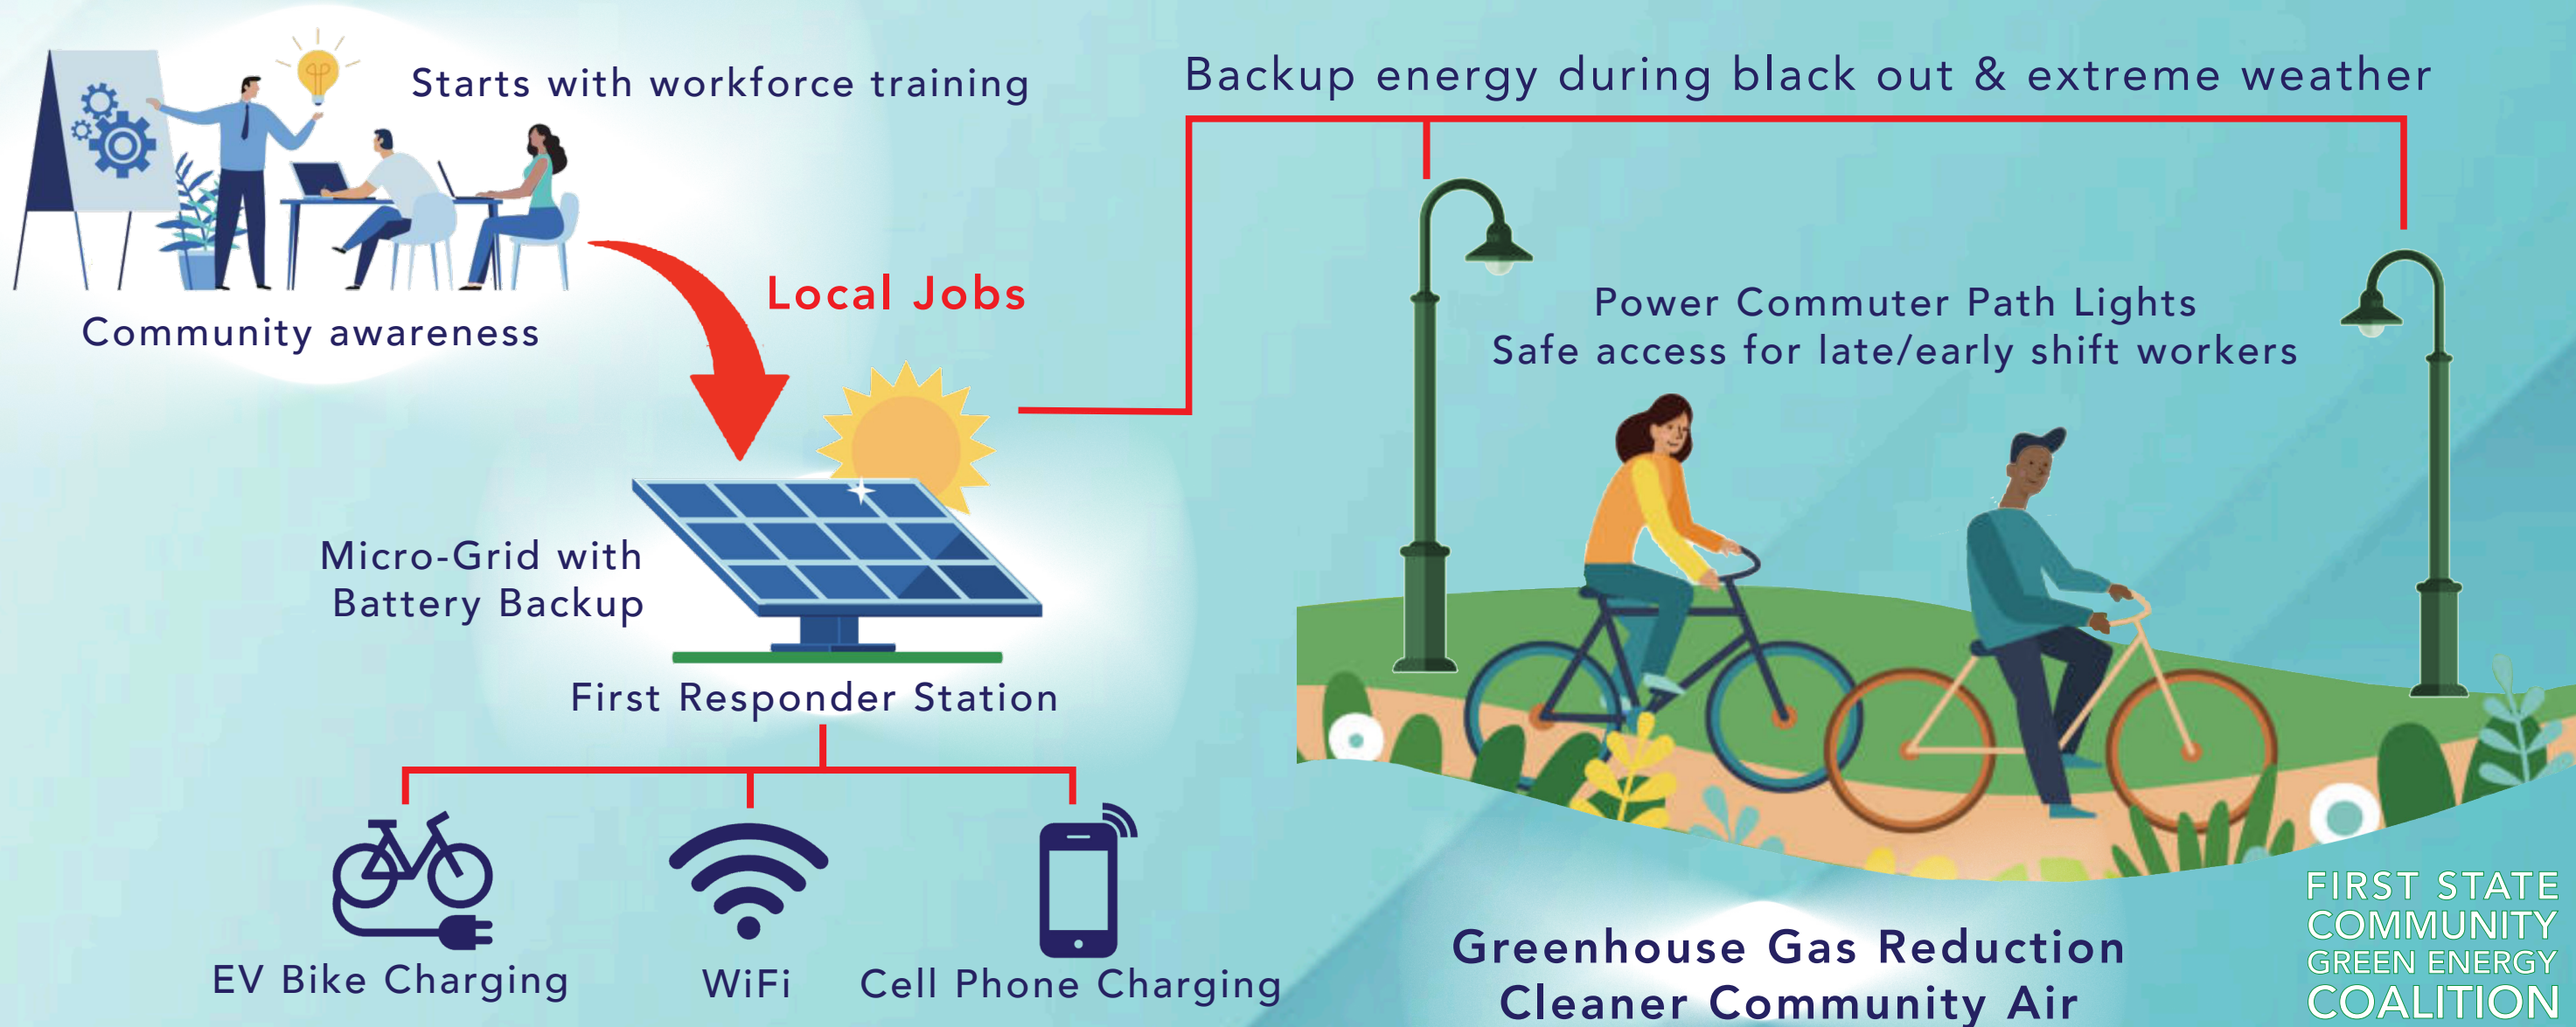 Starts with workforce training
Community awareness
Local Jobs
Backup energy during black out & extreme weather
Power Commuter Path Lights
Safe access for late/early shift workers
Micro-Grid with
Battery Backup
First Responder Station
EV Bike Charging
WiFi
Cell Phone Charging
Greenhouse Gas Reduction
Cleaner Community Air
FIRST STATE
COMMUNITY
GREEN ENERGY
COALITION